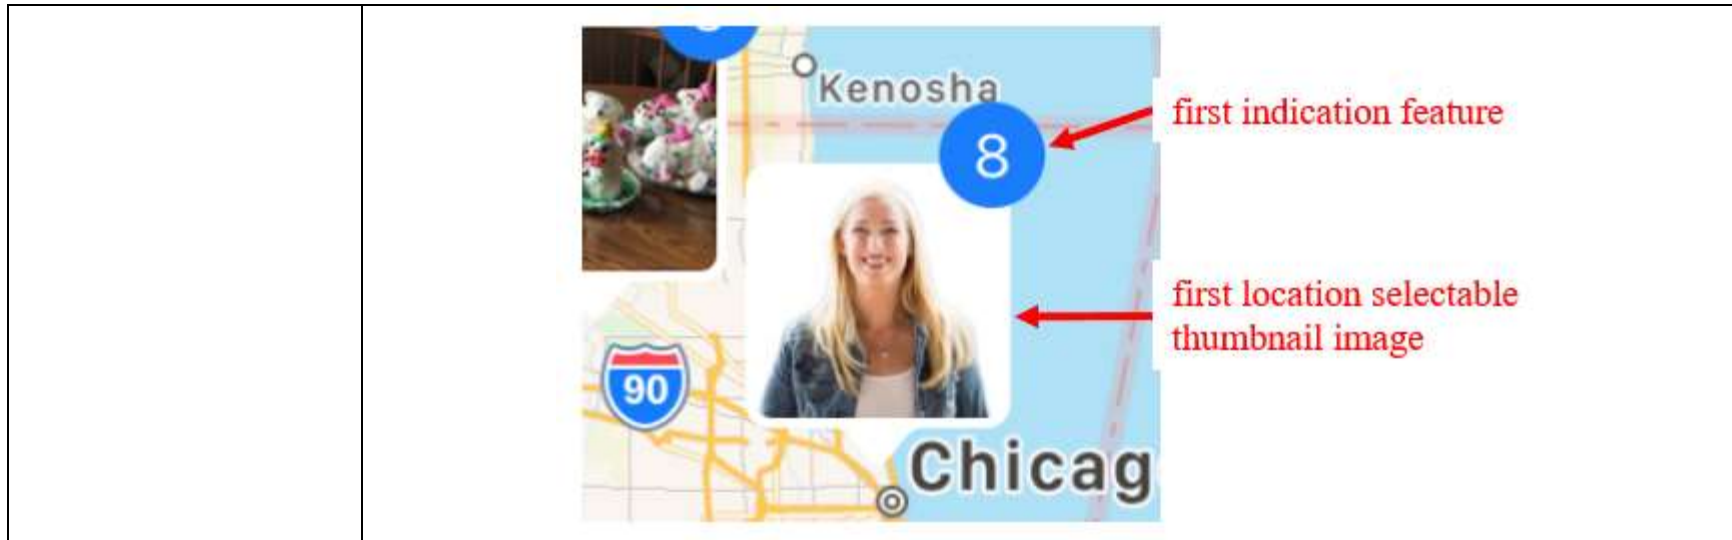 Kenosha
first indication feature
8
first location selectable
thumbnail image
90
Chicag